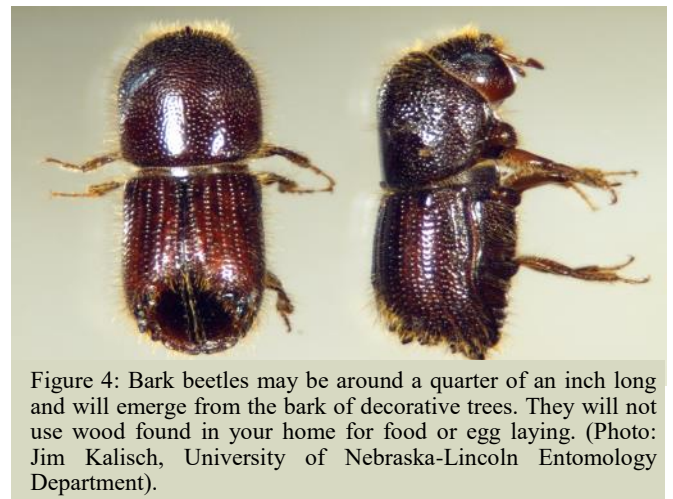 Figure 4: Bark beetles may be around a quarter of an inch long
and will emerge from the bark of decorative trees. They will not
use wood found in your home for food or egg laying. (Photo:
Jim Kalisch, University of Nebraska-Lincoln Entomology
Department).